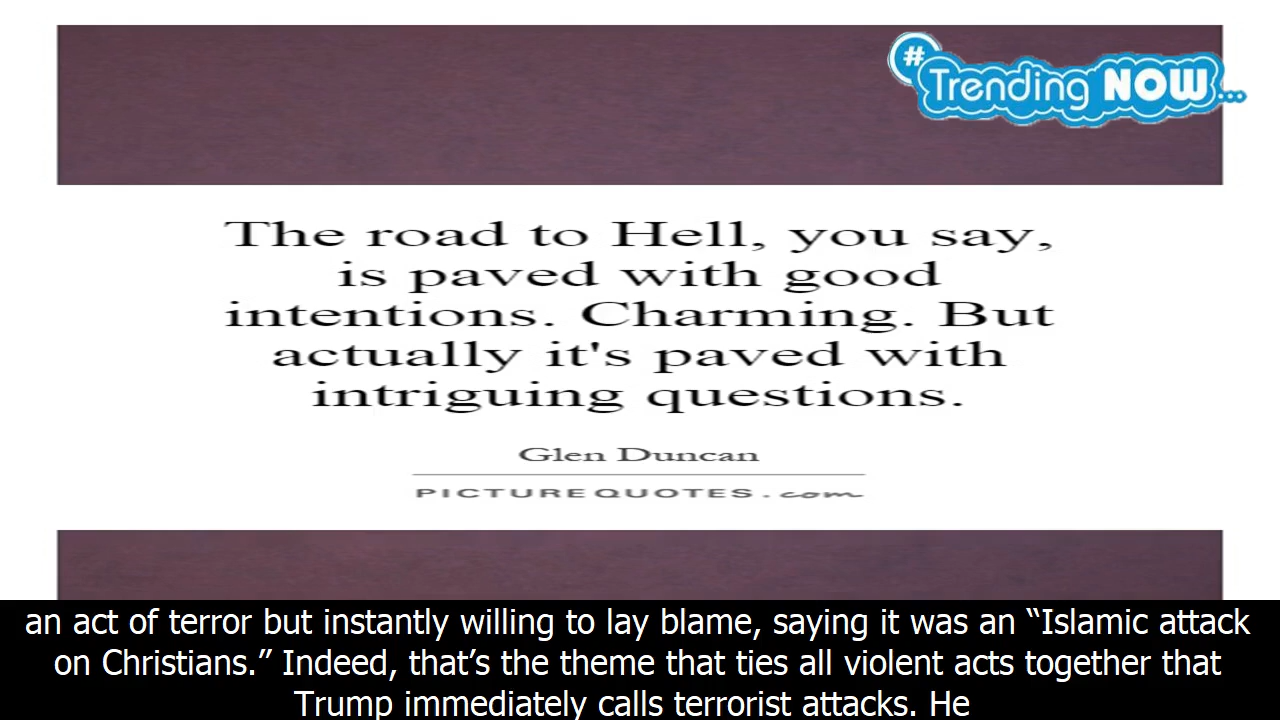 # Trending NOW...
The road to Hell, you say,
is paved with good
intentions. Charming. But
actually it's paved with
intriguing questions.
Glen Duncan
PICTUREQUOTES.com
an act of terror but instantly willing to lay blame, saying it was an “Islamic attack
on Christians.” Indeed, that’s the theme that ties all violent acts together that
Trump immediately calls terrorist attacks. He